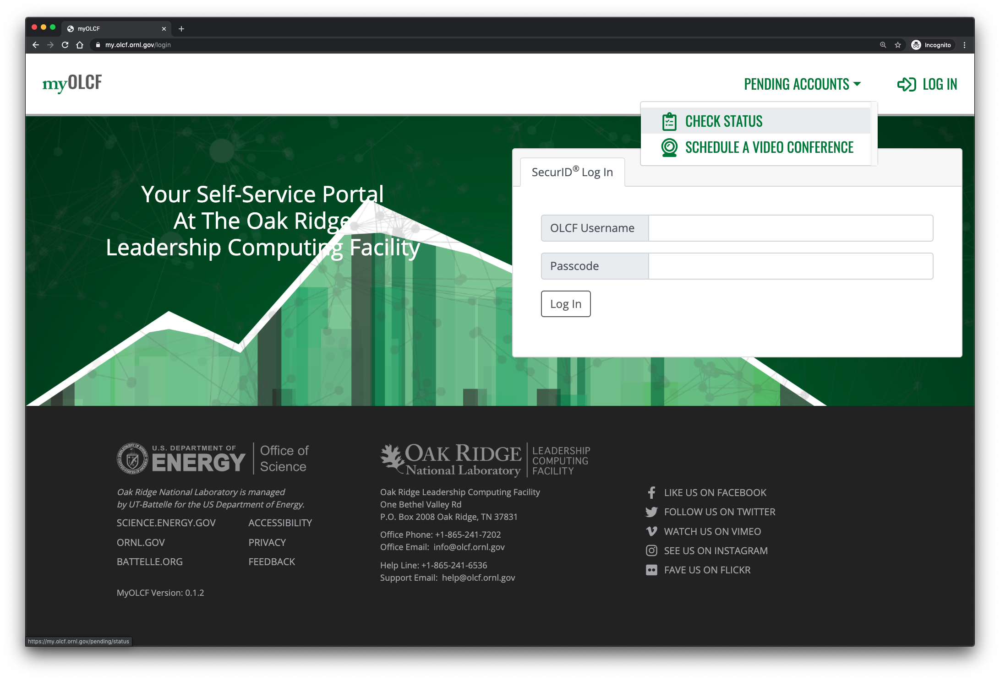 myOLCF
my.olcf.ornl.gov/login
Incognito
myOLCF
PENDING ACCOUNTS
LOG IN
CHECK STATUS
SCHEDULE A VIDEO CONFERENCE
SecurID® Log In
Your Self-Service Portal
At The Oak Ridge
Leadership Computing Facility
OLCF Username
Passcode
Log In
U.S. DEPARTMENT OF
ENERGY
Office of
Science
OAK RIDGE
National Laboratory
LEADERSHIP
COMPUTING
FACILITY
Oak Ridge National Laboratory is managed
by UT-Battelle for the US Department of Energy.
SCIENCE.ENERGY.GOV
ACCESSIBILITY
ORNL.GOV
PRIVACY
BATTELLE.ORG
FEEDBACK
MyOLCF Version: 0.1.2
Oak Ridge Leadership Computing Facility
One Bethel Valley Rd
P.O. Box 2008 Oak Ridge, TN 37831
Office Phone: +1-865-241-7202
Office Email: info@olcf.ornl.gov
Help Line: +1-865-241-6536
Support Email: help@olcf.ornl.gov
LIKE US ON FACEBOOK
FOLLOW US ON TWITTER
WATCH US ON VIMEO
SEE US ON INSTAGRAM
FAVE US ON FLICKR
https://my.olcf.ornl.gov/pending/status